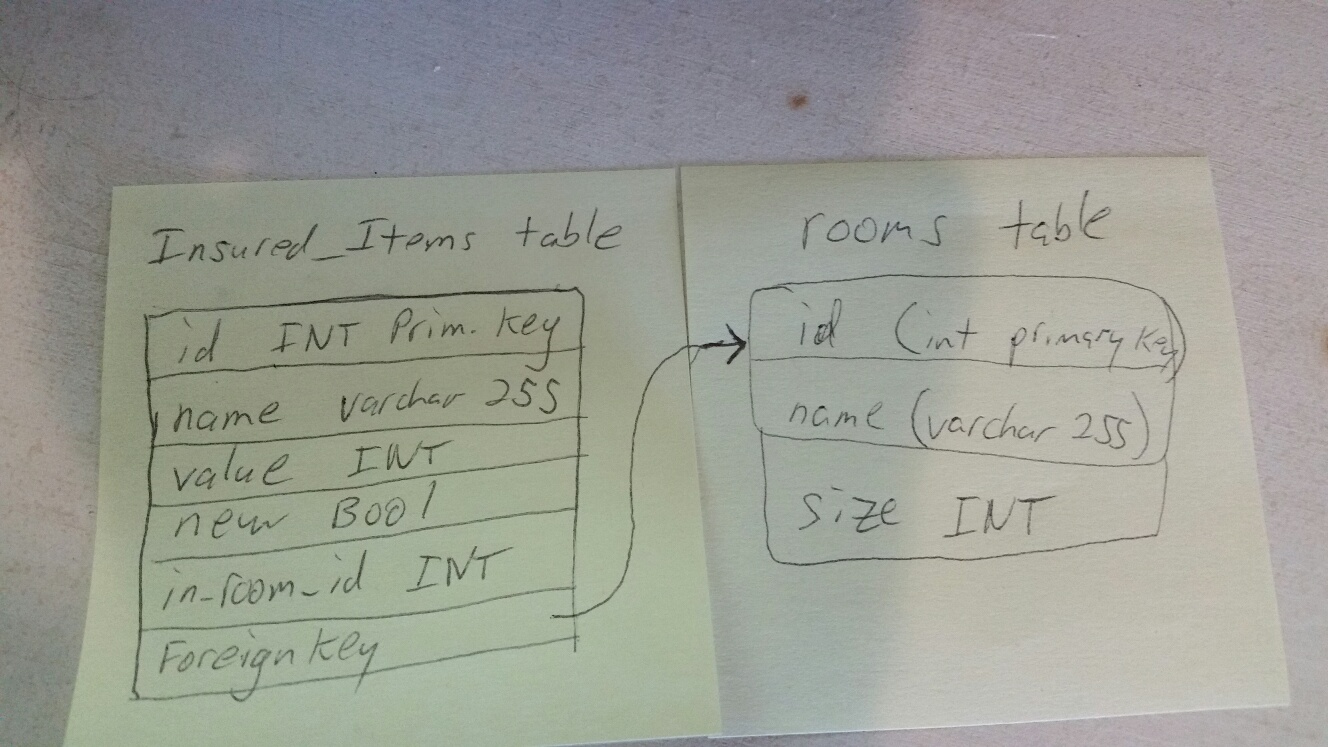 Insured_Items table
id INT Prim. Key
name varchar 255
value INT
new Bool
in_room_id INT
Foreign key
rooms table
id (int primary key)
name (varchar 255)
size INT